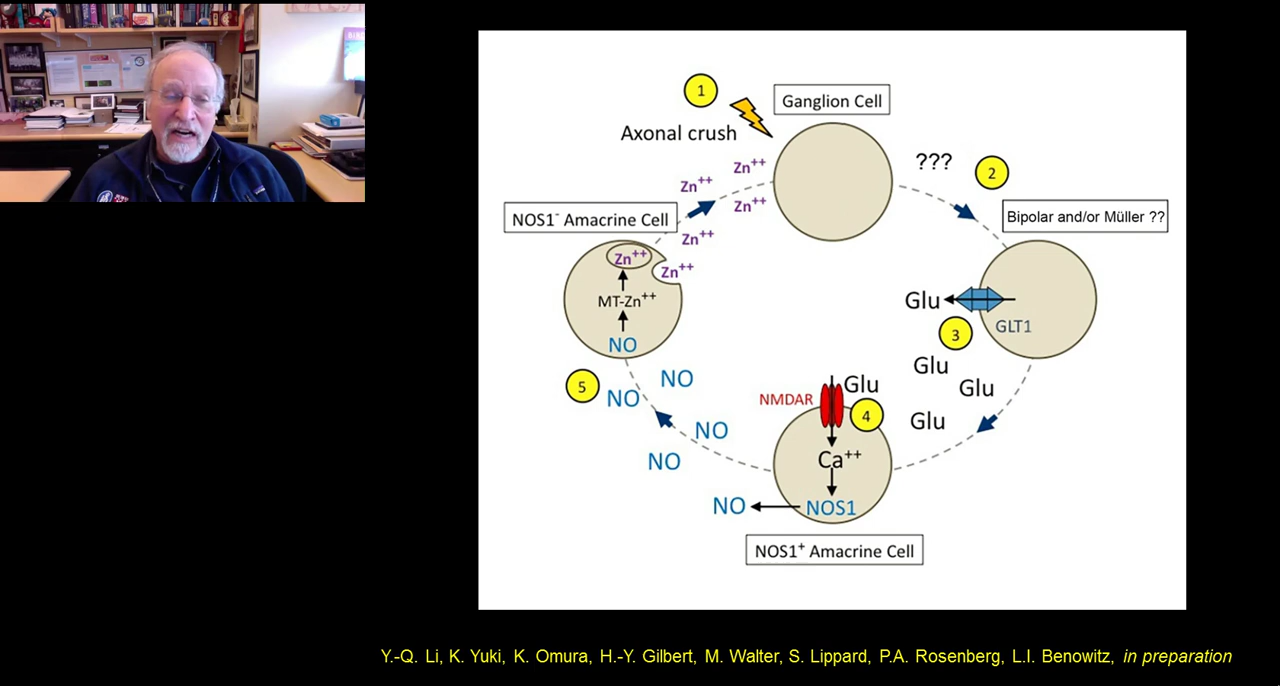 1
Ganglion Cell
Axonal crush
Zn++
???
2
Zn++
Zn++
Bipolar and/or Müller ??
NOS1- Amacrine Cell
Zn++
Zn++
Zn++
MT-Zn++
NO
Glu
GLT1
3
Glu
Glu
Glu
5
NO
NO
NO
NO
NMDAR
Glu
4
Ca++
NOS1
NO
NOS1+ Amacrine Cell
Y.-Q. Li, K. Yuki, K. Omura, H.-Y. Gilbert, M. Walter, S. Lippard, P.A. Rosenberg, L.I. Benowitz, in preparation